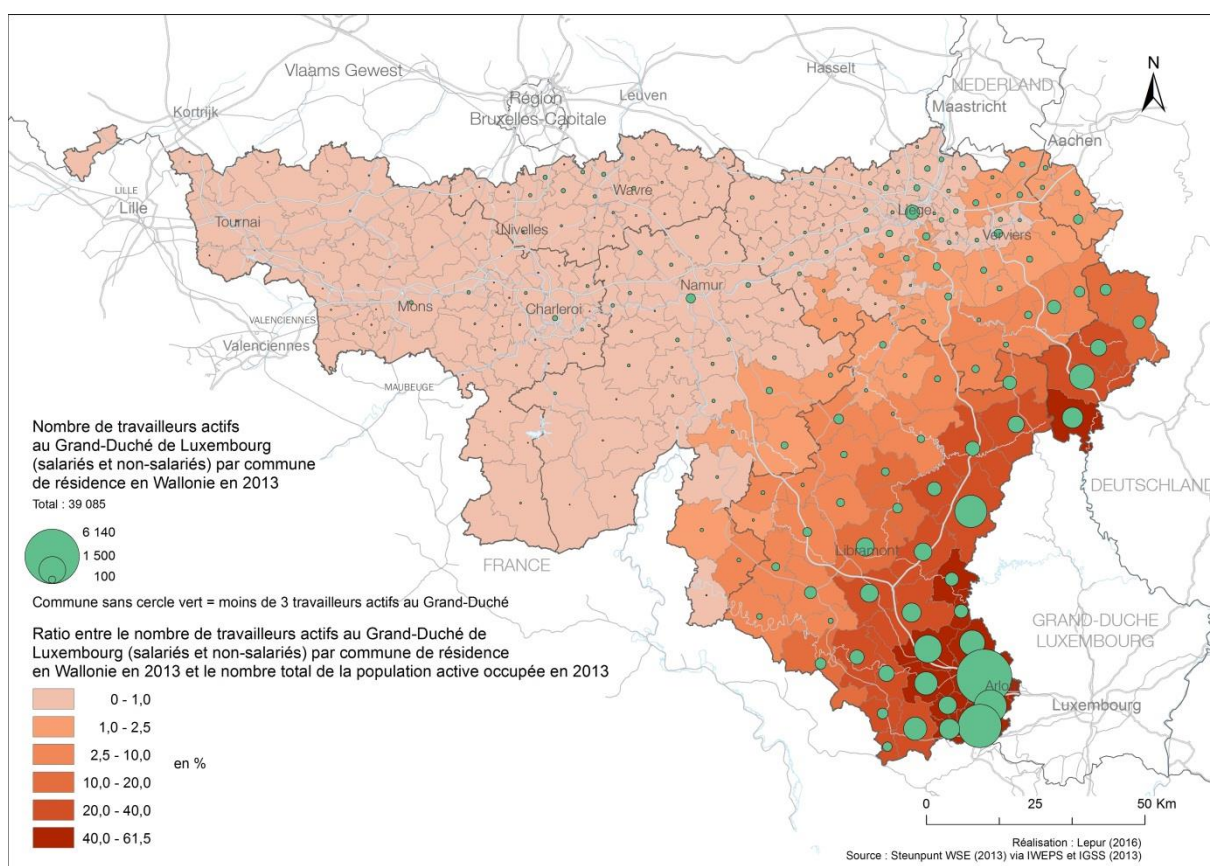 Vlaams Gewest
Hasselt
NEDERLAND
N
Kortrijk
Région
Bruxelles-Capitale
Leuven
Maastricht
Aachen
LILLE
Lille
Tournai
Wavre
Liège
Nivelles
Verviers
Mons
Charleroi
Namur
VALENCIENNES
Valenciennes
MAUBEUGE
Nombre de travailleurs actifs
au Grand-Duché de Luxembourg
(salariés et non-salariés) par commune
de résidence en Wallonie en 2013
Total : 39 085
6 140
1 500
100
DEUTSCHLAND
Libramont
FRANCE
Commune sans cercle vert = moins de 3 travailleurs actifs au Grand-Duché
GRAND-DUCHE
LUXEMBOURG
Ratio entre le nombre de travailleurs actifs au Grand-Duché de
Luxembourg (salariés et non-salariés) par commune de résidence
en Wallonie en 2013 et le nombre total de la population active occupée en 2013
Arlon
Luxembourg
0 - 1,0
1,0 - 2,5
2,5 - 10,0
10,0 - 20,0
20,0 - 40,0
40,0 - 61,5
en %
0 25 50 Km
Réalisation : Lepur (2016)
Source : Steunpunt WSE (2013) via IWEPS et IGSS (2013)